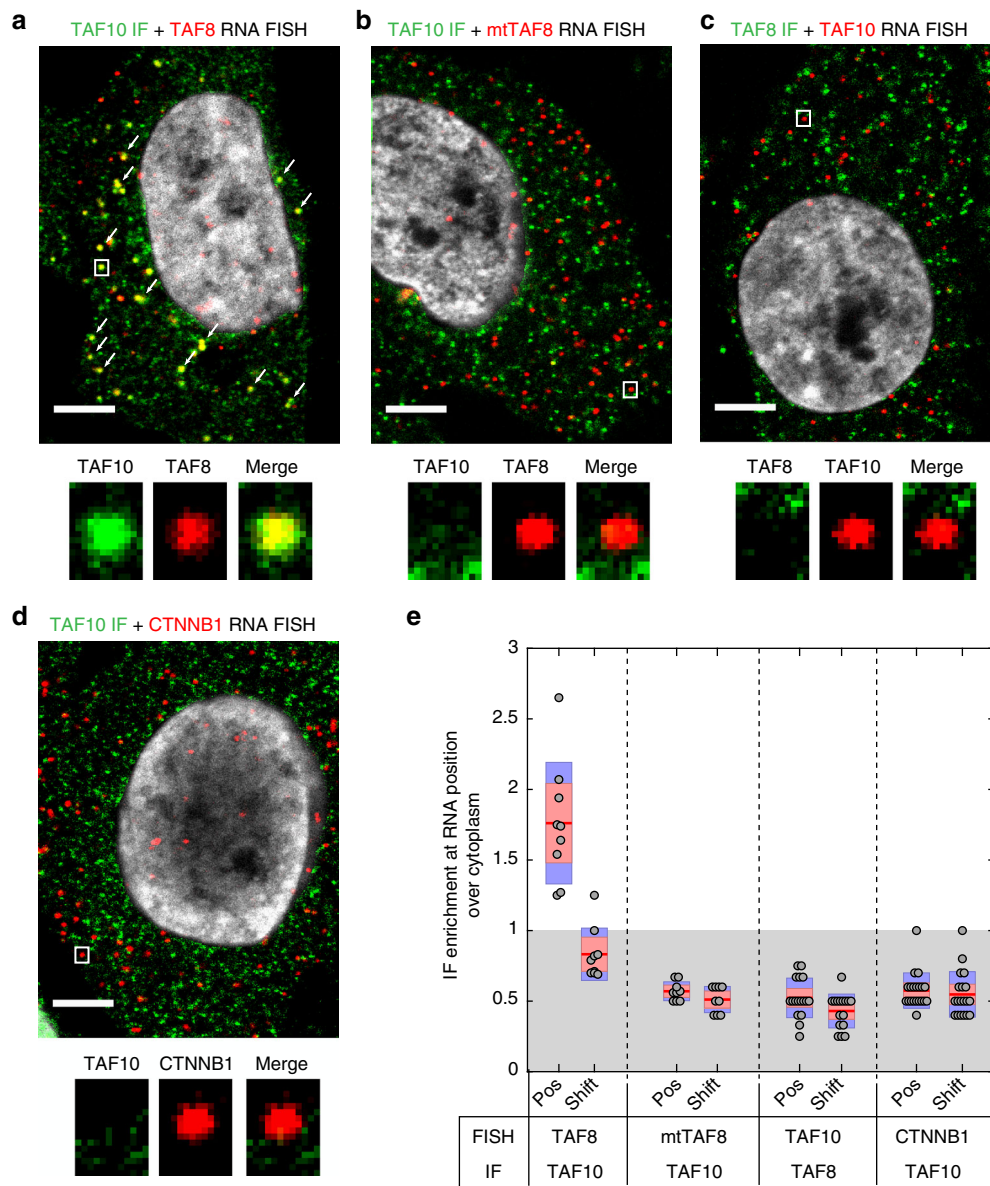 a
TAF10 IF + TAF8 RNA FISH
TAF10 TAF8 Merge
b
TAF10 IF + mtTAF8 RNA FISH
TAF10 TAF8 Merge
c
TAF8 IF + TAF10 RNA FISH
TAF8 TAF10 Merge
d
TAF10 IF + CTNNB1 RNA FISH
TAF10 CTNNB1 Merge
e
IF enrichment at RNA position
over cytoplasm
3
2.5
2
1.5
1
0.5
0
Pos Shift Pos Shift Pos Shift Pos Shift
FISH TAF8 mtTAF8 TAF10 CTNNB1
IF TAF10 TAF10 TAF8 TAF10